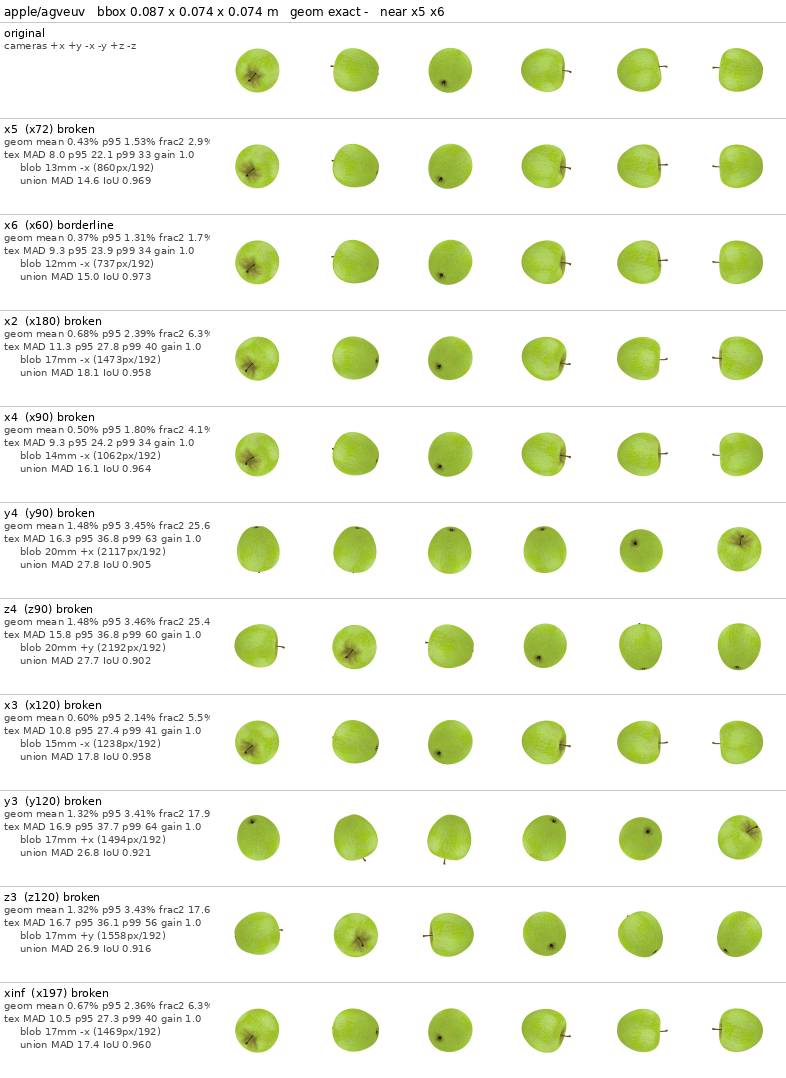 apple/agveuv bbox 0.087 x 0.074 x 0.074 m geom exact - near x5 x6
original
cameras +x +y -x -y +z -z
x5 (x72) broken
geom mean 0.43% p95 1.53% frac2 2.9%
tex MAD 8.0 p95 22.1 p99 33 gain 1.0
blob 13mm -x (860px/192)
union MAD 14.6 IoU 0.969
x6 (x60) borderline
geom mean 0.37% p95 1.31% frac2 1.7%
tex MAD 9.3 p95 23.9 p99 34 gain 1.0
blob 12mm -x (737px/192)
union MAD 15.0 IoU 0.973
x2 (x180) broken
geom mean 0.68% p95 2.39% frac2 6.3%
tex MAD 11.3 p95 27.8 p99 40 gain 1.0
blob 17mm -x (1473px/192)
union MAD 18.1 IoU 0.958
x4 (x90) broken
geom mean 0.50% p95 1.80% frac2 4.1%
tex MAD 9.3 p95 24.2 p99 34 gain 1.0
blob 14mm -x (1062px/192)
union MAD 16.1 IoU 0.964
y4 (y90) broken
geom mean 1.48% p95 3.45% frac2 25.6
tex MAD 16.3 p95 36.8 p99 63 gain 1.0
blob 20mm +x (2117px/192)
union MAD 27.8 IoU 0.905
z4 (z90) broken
geom mean 1.48% p95 3.46% frac2 25.4
tex MAD 15.8 p95 36.8 p99 60 gain 1.0
blob 20mm +y (2192px/192)
union MAD 27.7 IoU 0.902
x3 (x120) broken
geom mean 0.60% p95 2.14% frac2 5.5%
tex MAD 10.8 p95 27.4 p99 41 gain 1.0
blob 15mm -x (1238px/192)
union MAD 17.8 IoU 0.958
y3 (y120) broken
geom mean 1.32% p95 3.41% frac2 17.9
tex MAD 16.9 p95 37.7 p99 64 gain 1.0
blob 17mm +x (1494px/192)
union MAD 26.8 IoU 0.921
z3 (z120) broken
geom mean 1.32% p95 3.43% frac2 17.6
tex MAD 16.7 p95 36.1 p99 56 gain 1.0
blob 17mm +y (1558px/192)
union MAD 26.9 IoU 0.916
xinf (x197) broken
geom mean 0.67% p95 2.36% frac2 6.3%
tex MAD 10.5 p95 27.3 p99 40 gain 1.0
blob 17mm -x (1469px/192)
union MAD 17.4 IoU 0.960